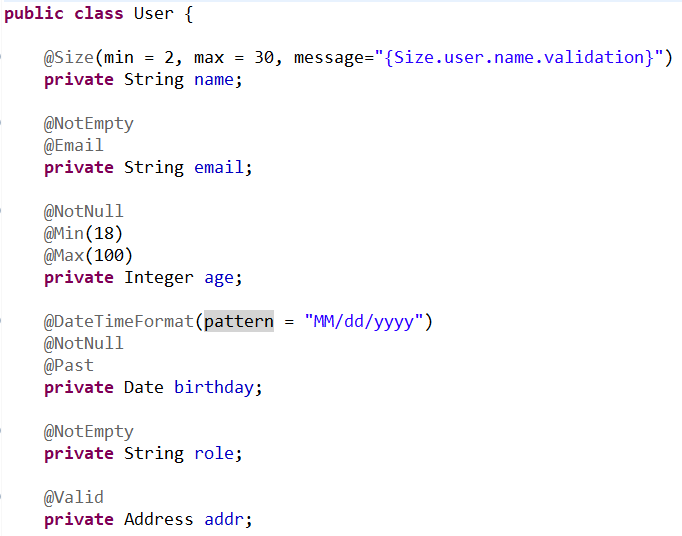 public class User {
@Size(min = 2, max = 30, message="{Size.user.name.validation}")
private String name;
@NotEmpty
@Email
private String email;
@NotNull
@Min(18)
@Max(100)
private Integer age;
@DateTimeFormat(pattern = "MM/dd/yyyy")
@NotNull
@Past
private Date birthday;
@NotEmpty
private String role;
@Valid
private Address addr;